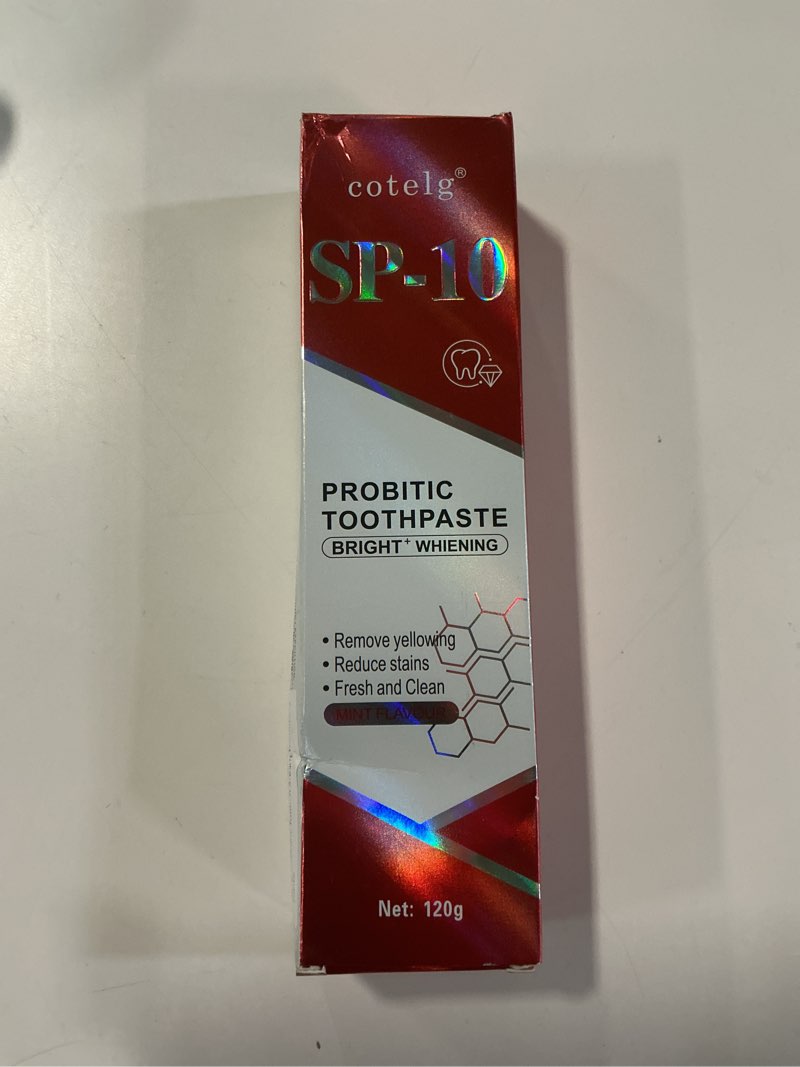 cotelg®
SP-10
PROBITIC
TOOTHPASTE
BRIGHT+ WHIENING
• Remove yellowing
• Reduce stains
• Fresh and Clean
MINT FLAVOUR
Net: 120g